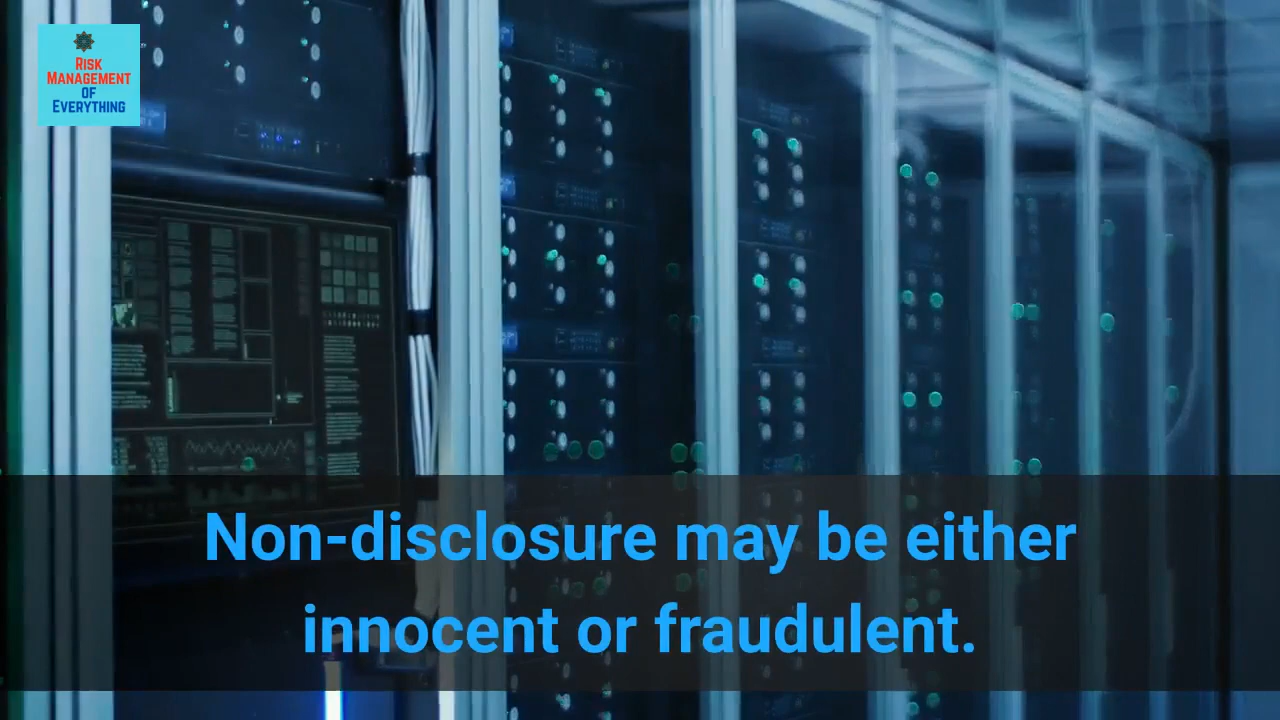 RISK
MANAGEMENT
OF
EVERYTHING
Non-disclosure may be either
innocent or fraudulent.